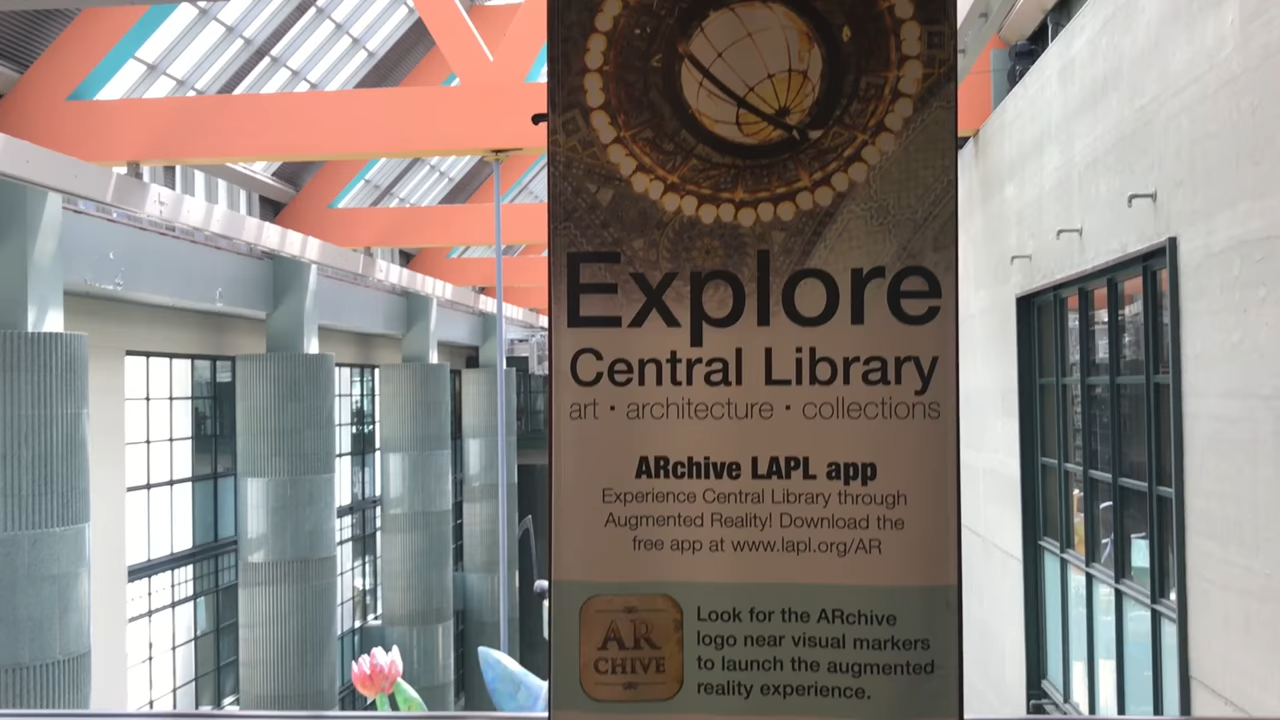 Explore
Central Library
art · architecture · collections
ARchive LAPL app
Experience Central Library through
Augmented Reality! Download the
free app at www.lapl.org/AR
AR
CHIVE
Look for the ARchive
logo near visual markers
to launch the augmented
reality experience.